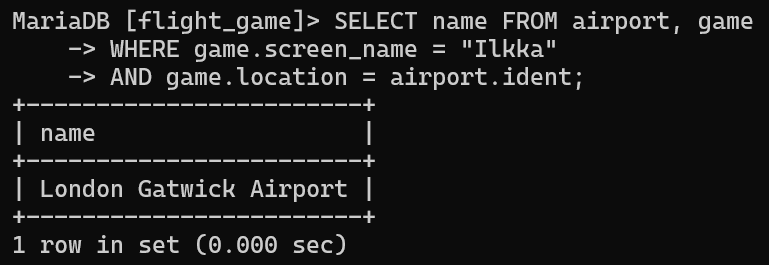 MariaDB [flight_game]> SELECT name FROM airport, game
    -> WHERE game.screen_name = "Ilkka"
    -> AND game.location = airport.ident;
+------------------------+
| name                   |
+------------------------+
| London Gatwick Airport |
+------------------------+
1 row in set (0.000 sec)